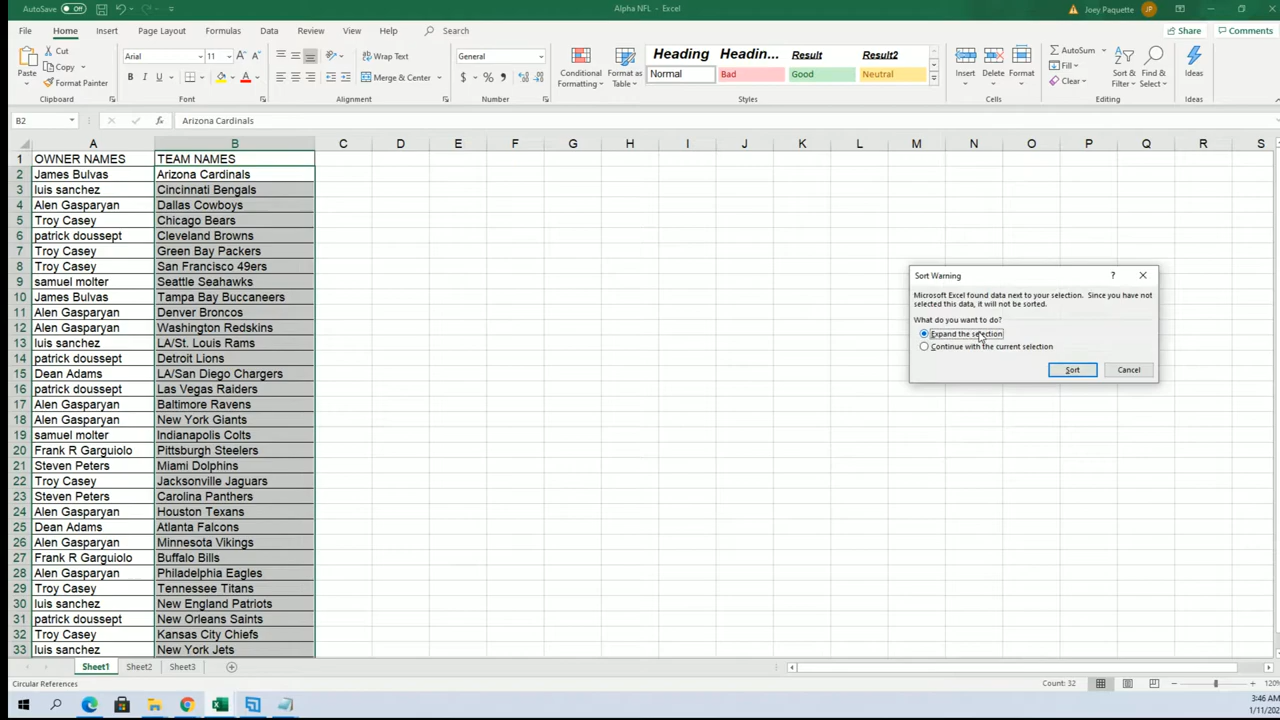 AutoSave Off Alpha NFL - Excel Joey Paquette JP
File Home Insert Page Layout Formulas Data Review View Help Search Share Comments
Cut
Copy
Format Painter
Paste
Clipboard
Arial 11
B I U
Font
Wrap Text
Merge & Center
Alignment
General
$ % 9
Number
Conditional Formatting
Format as Table
Heading Headin... Result Result2
Normal Bad Good Neutral
Styles
Insert Delete Format
Cells
AutoSum
Fill
Clear
Sort & Filter
Find & Select
Editing
Ideas
Ideas
B2 fx Arizona Cardinals
A B C D E F G H I J K L M N O P Q R S
1 OWNER NAMES TEAM NAMES
2 James Bulvas Arizona Cardinals
3 luis sanchez Cincinnati Bengals
4 Alen Gasparyan Dallas Cowboys
5 Troy Casey Chicago Bears
6 patrick doussept Cleveland Browns
7 Troy Casey Green Bay Packers
8 Troy Casey San Francisco 49ers
9 samuel molter Seattle Seahawks
10 James Bulvas Tampa Bay Buccaneers
11 Alen Gasparyan Denver Broncos
12 Alen Gasparyan Washington Redskins
13 luis sanchez LA/St. Louis Rams
14 patrick doussept Detroit Lions
15 Dean Adams LA/San Diego Chargers
16 patrick doussept Las Vegas Raiders
17 Alen Gasparyan Baltimore Ravens
18 Alen Gasparyan New York Giants
19 samuel molter Indianapolis Colts
20 Frank R Garguiolo Pittsburgh Steelers
21 Steven Peters Miami Dolphins
22 Troy Casey Jacksonville Jaguars
23 Steven Peters Carolina Panthers
24 Alen Gasparyan Houston Texans
25 Dean Adams Atlanta Falcons
26 Alen Gasparyan Minnesota Vikings
27 Frank R Garguiolo Buffalo Bills
28 Alen Gasparyan Philadelphia Eagles
29 Troy Casey Tennessee Titans
30 luis sanchez New England Patriots
31 patrick doussept New Orleans Saints
32 Troy Casey Kansas City Chiefs
33 luis sanchez New York Jets
Sort Warning ?
Microsoft Excel found data next to your selection. Since you have
not selected this data, it will not be sorted.
What do you want to do?
Expand the selection
Continue with the current selection
Sort Cancel
Sheet1 Sheet2 Sheet3
Circular References Count: 32 120%
3:46 AM
1/11/202